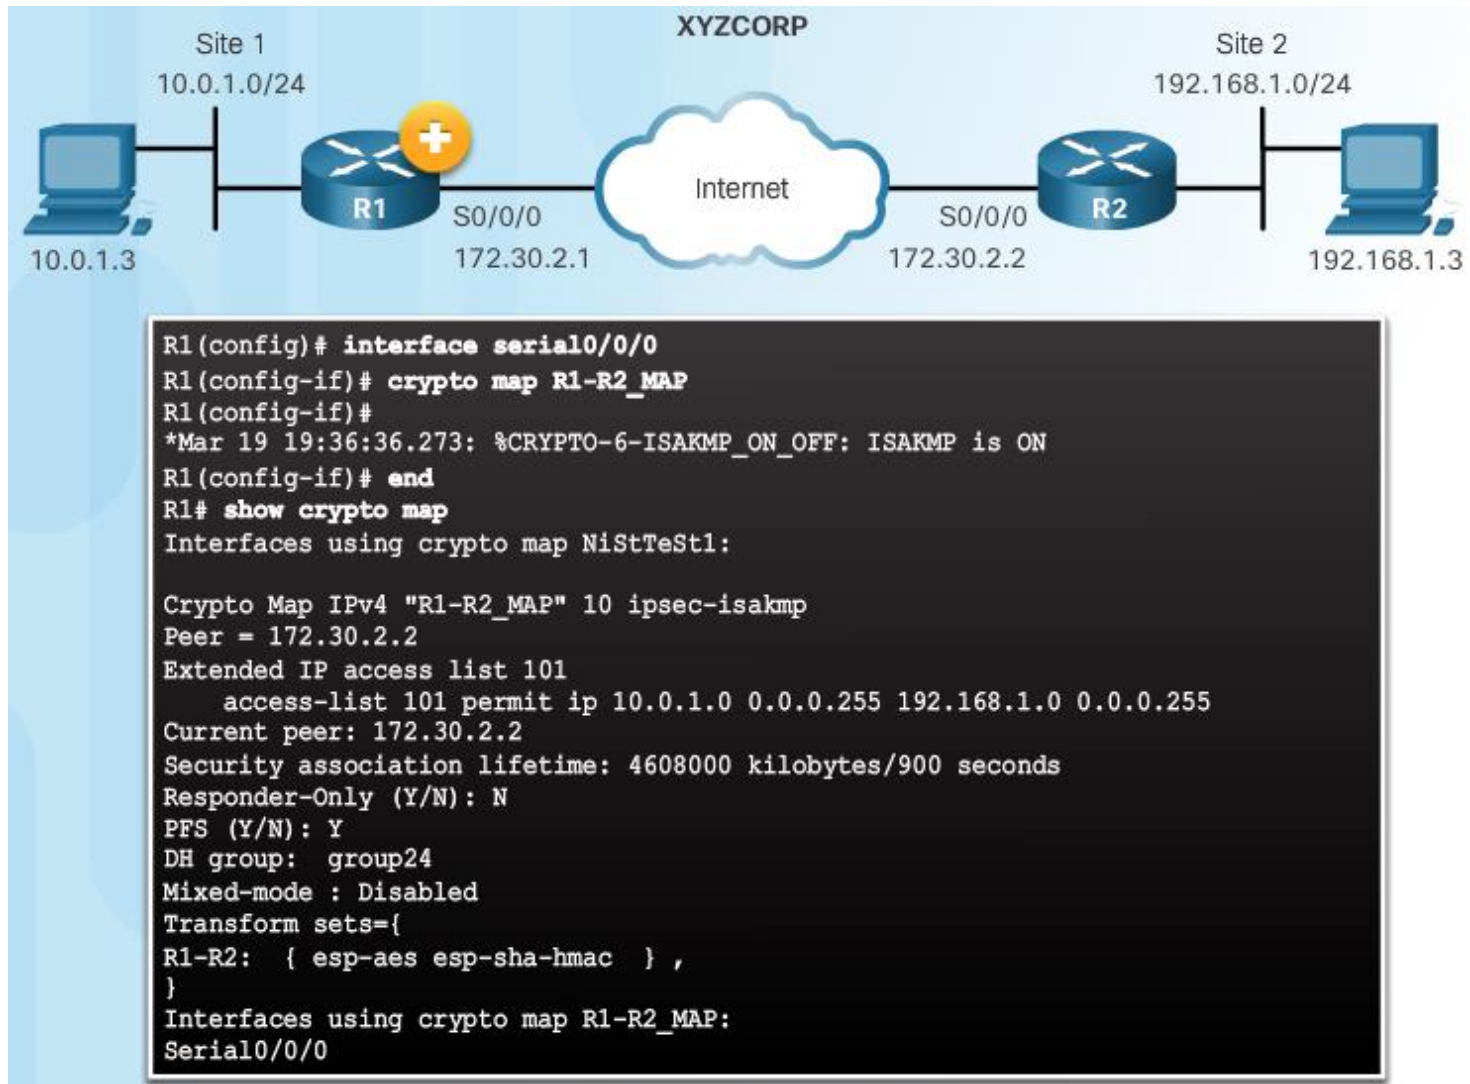 XYZCORP
Site 1
10.0.1.0/24
Site 2
192.168.1.0/24
R1
S0/0/0
172.30.2.1
Internet
S0/0/0
172.30.2.2
R2
10.0.1.3
192.168.1.3
R1(config)# interface serial0/0/0
R1(config-if)# crypto map R1-R2_MAP
R1(config-if)#
*Mar 19 19:36:36.273: %CRYPTO-6-ISAKMP_ON_OFF: ISAKMP is ON
R1(config-if)# end
R1# show crypto map
Interfaces using crypto map NiStTeSt1:
Crypto Map IPv4 "R1-R2_MAP" 10 ipsec-isakmp
Peer = 172.30.2.2
Extended IP access list 101
access-list 101 permit ip 10.0.1.0 0.0.0.255 192.168.1.0 0.0.0.255
Current peer: 172.30.2.2
Security association lifetime: 4608000 kilobytes/900 seconds
Responder-Only (Y/N): N
PFS (Y/N): Y
DH group:  group24
Mixed-mode : Disabled
Transform sets={
R1-R2:  { esp-aes esp-sha-hmac  } ,
}
Interfaces using crypto map R1-R2_MAP:
Serial0/0/0